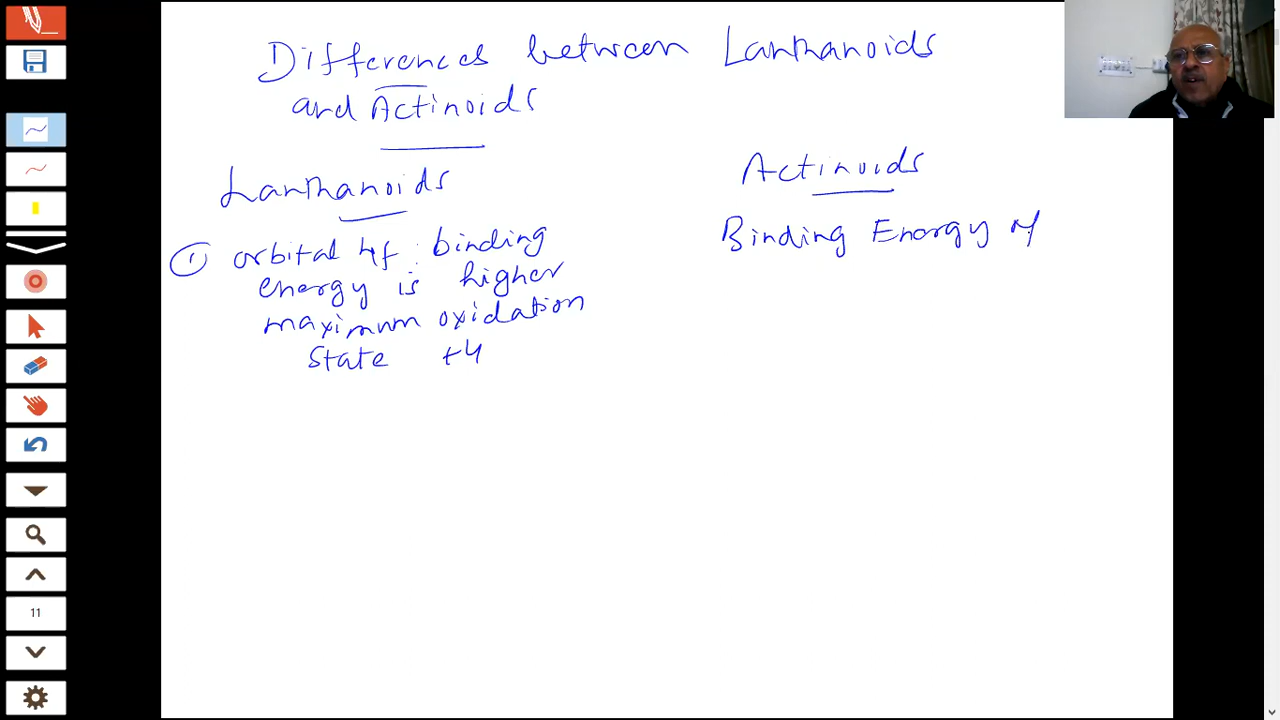 Differences between Lanthanoids
and Actinoids
Lanthanoids
Actinoids
① orbital 4f binding
energy is higher
maximum oxidation
state +4
Binding Energy
11